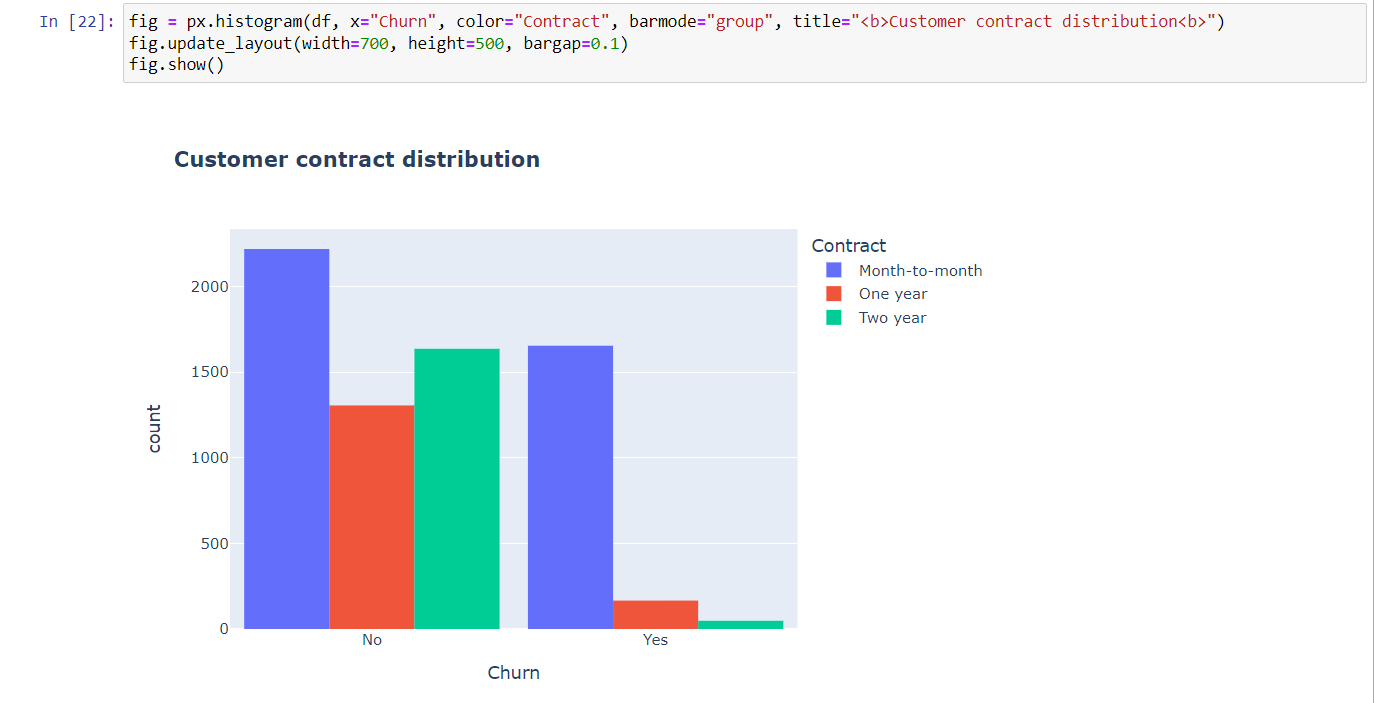 In [22]: fig = px.histogram(df, x="Churn", color="Contract", barmode="group", title="<b>Customer contract distribution<b>")
fig.update_layout(width=700, height=500, bargap=0.1)
fig.show()
Customer contract distribution
Contract
Month-to-month
One year
Two year
2000
1500
1000
500
0
count
No Yes
Churn